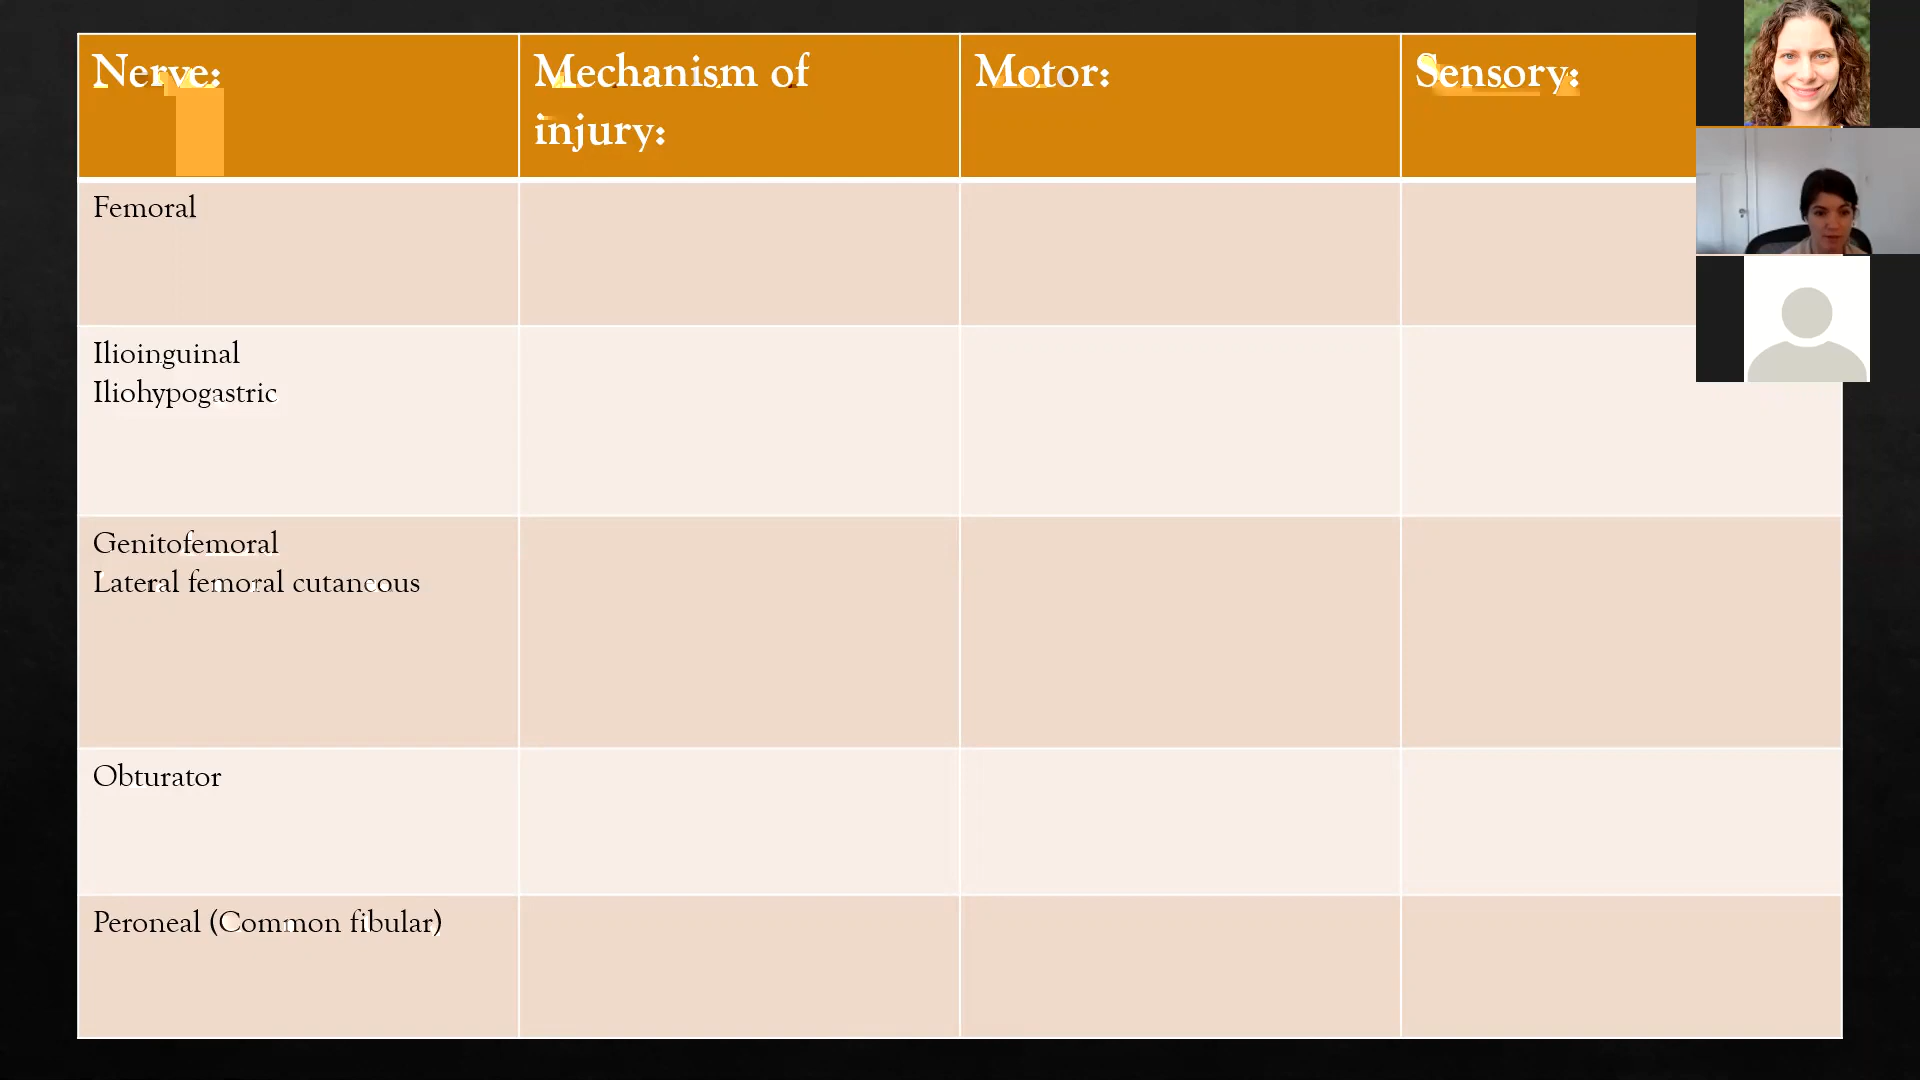 Nerve:
Mechanism of
injury:
Motor:
Sensory:
Femoral
Ilioinguinal
Iliohypogastric
Genitofemoral
Lateral femoral cutaneous
Obturator
Peroneal (Common fibular)